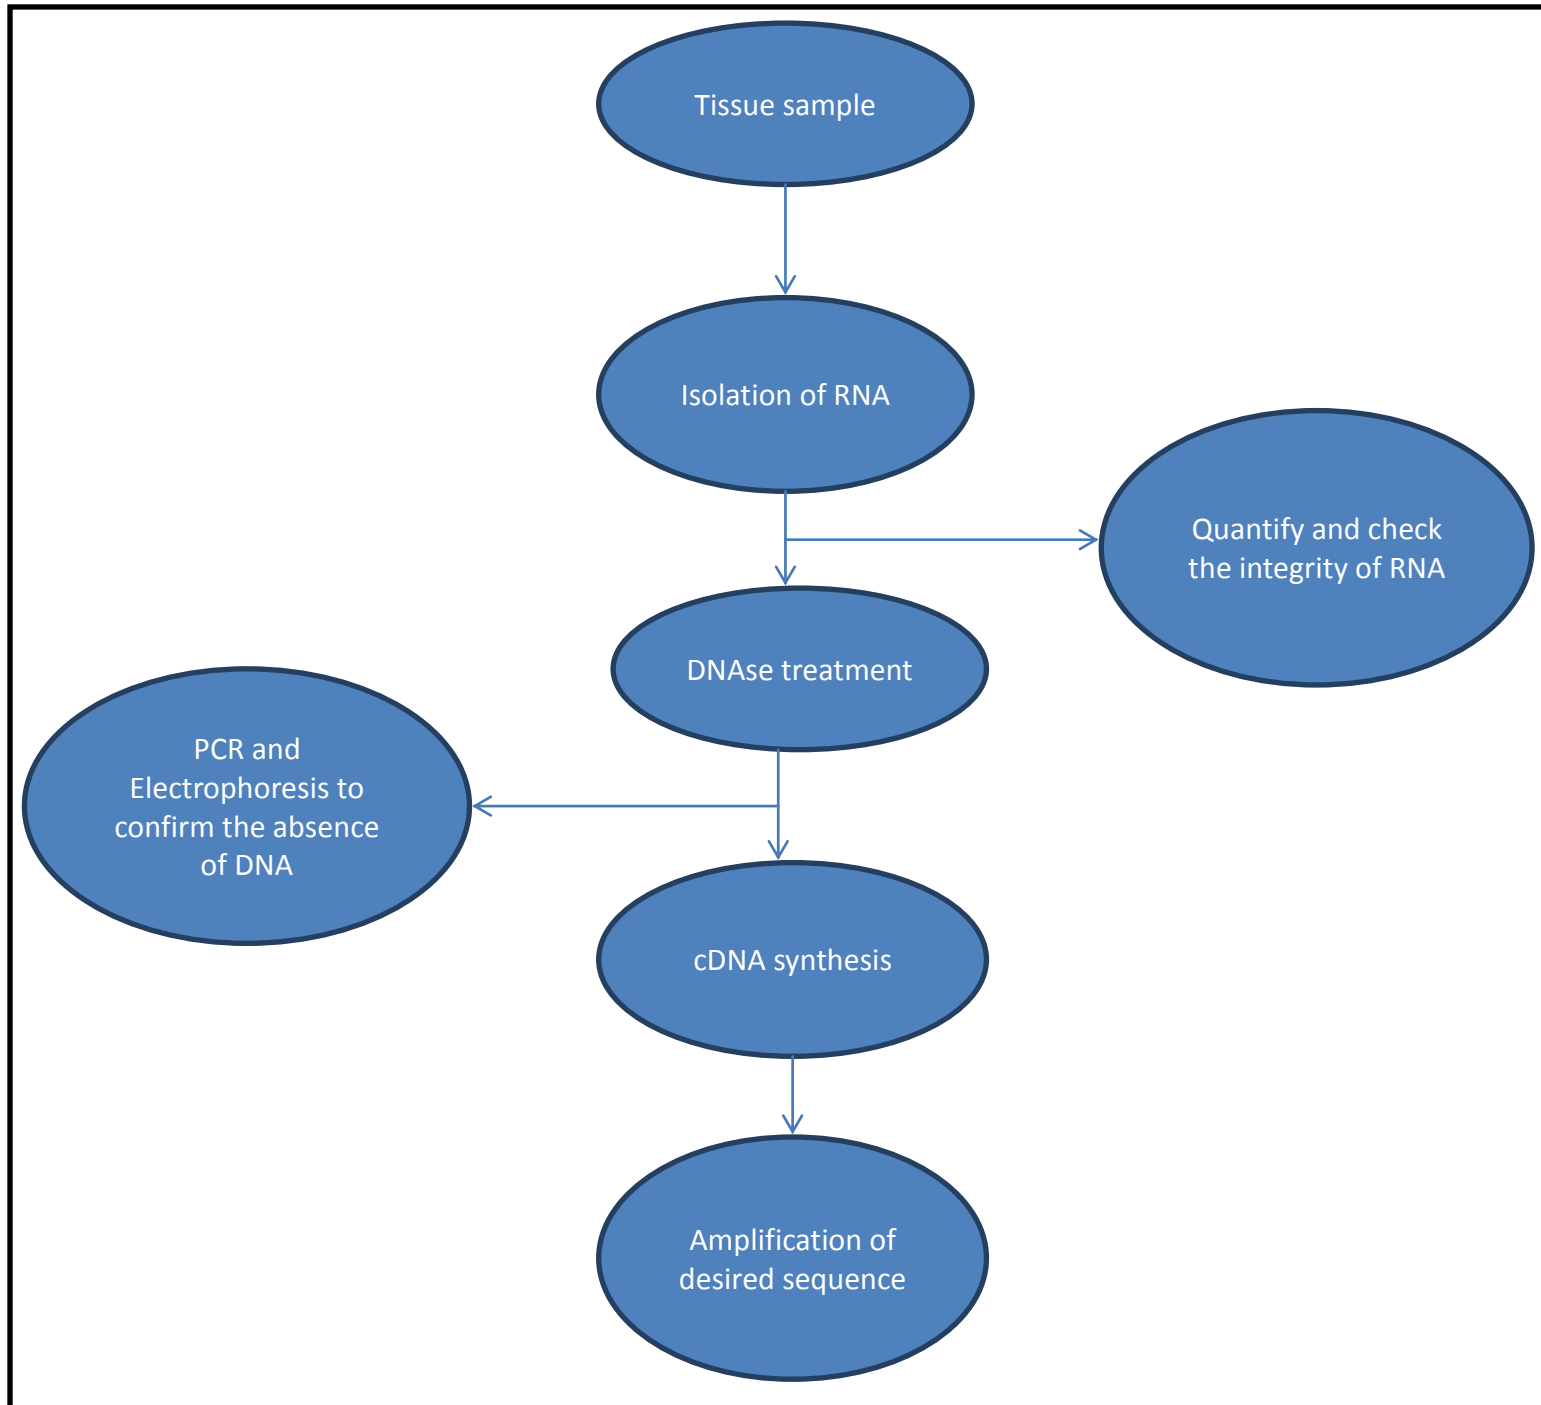 Tissue sample
Isolation of RNA
Quantify and check
the integrity of RNA
DNAse treatment
PCR and
Electrophoresis to
confirm the absence
of DNA
cDNA synthesis
Amplification of
desired sequence